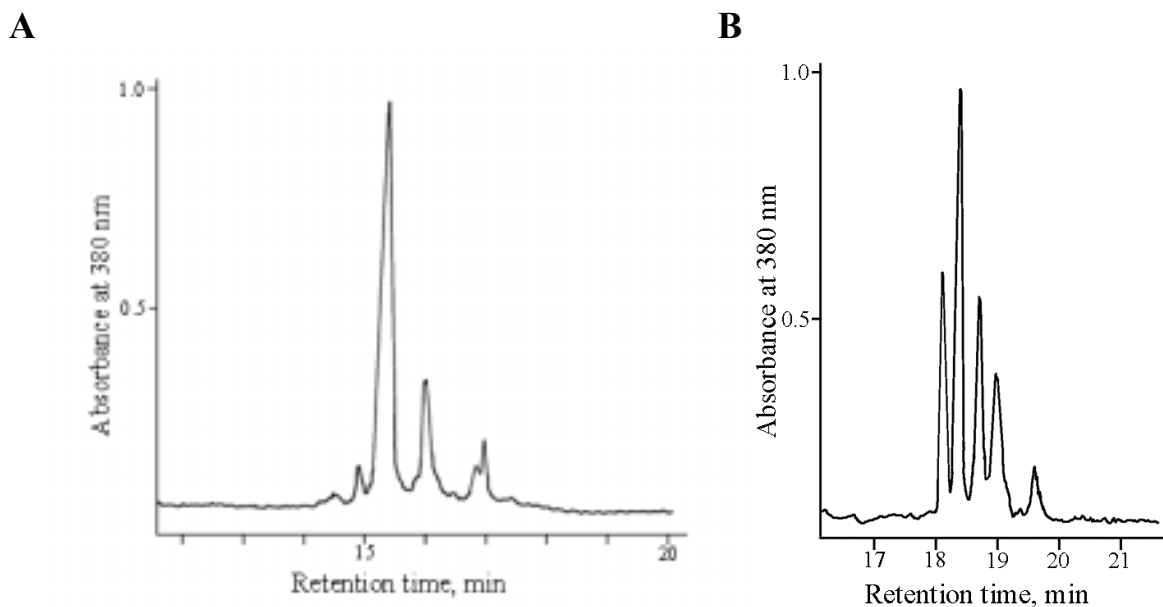 A
1.0
0.5
Absorbance at 380 nm
15
20
Retention time, min
B
1.0
0.5
Absorbance at 380 nm
17 18 19 20 21
Retention time, min